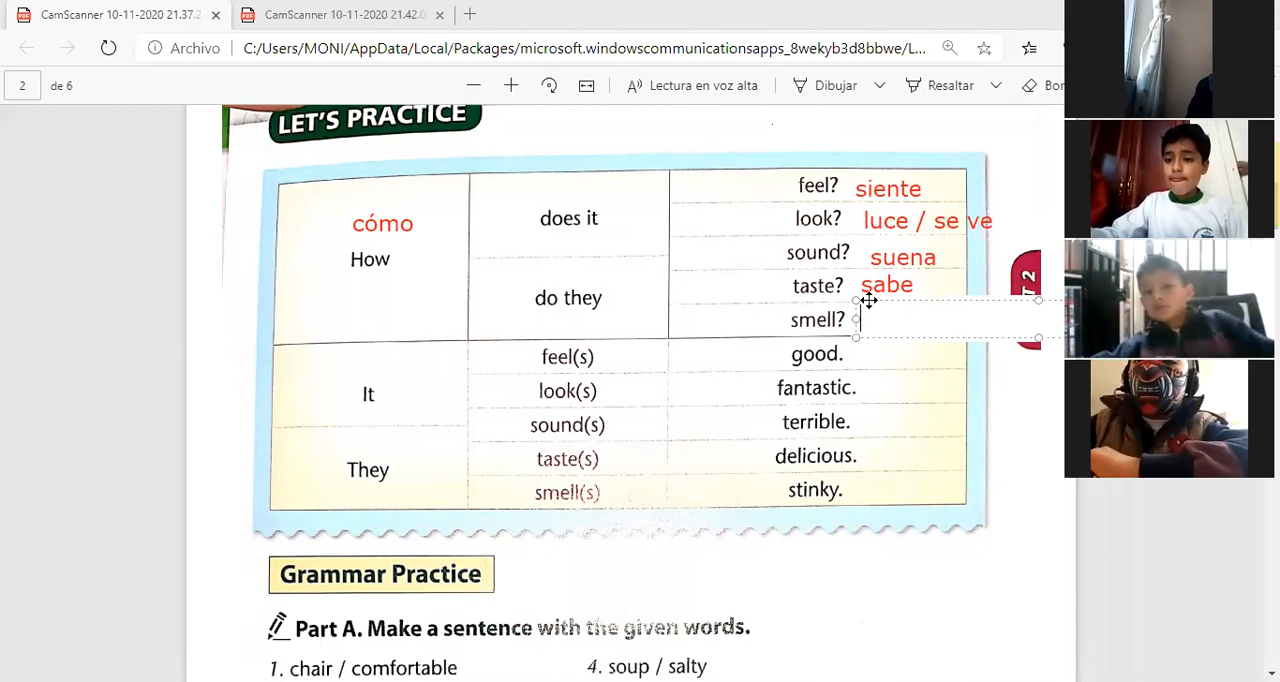 CamScanner 10-11-2020 21.37.2
CamScanner 10-11-2020 21.42.0
Archivo
C:/Users/MONI/AppData/Local/Packages/microsoft.windowscommunicationsapps_8wekyb3d8bbwe/L...
2 de 6
Lectura en voz alta
Dibujar
Resaltar
Bor
LET'S PRACTICE
cómo
How
does it
do they
feel? siente
look? luce / se ve
sound? suena
taste? sabe
smell?
It
They
feel(s) good.
look(s) fantastic.
sound(s) terrible.
taste(s) delicious.
smell(s) stinky.
2
Grammar Practice
Part A. Make a sentence with the given words.
1. chair / comfortable
4. soup / salty